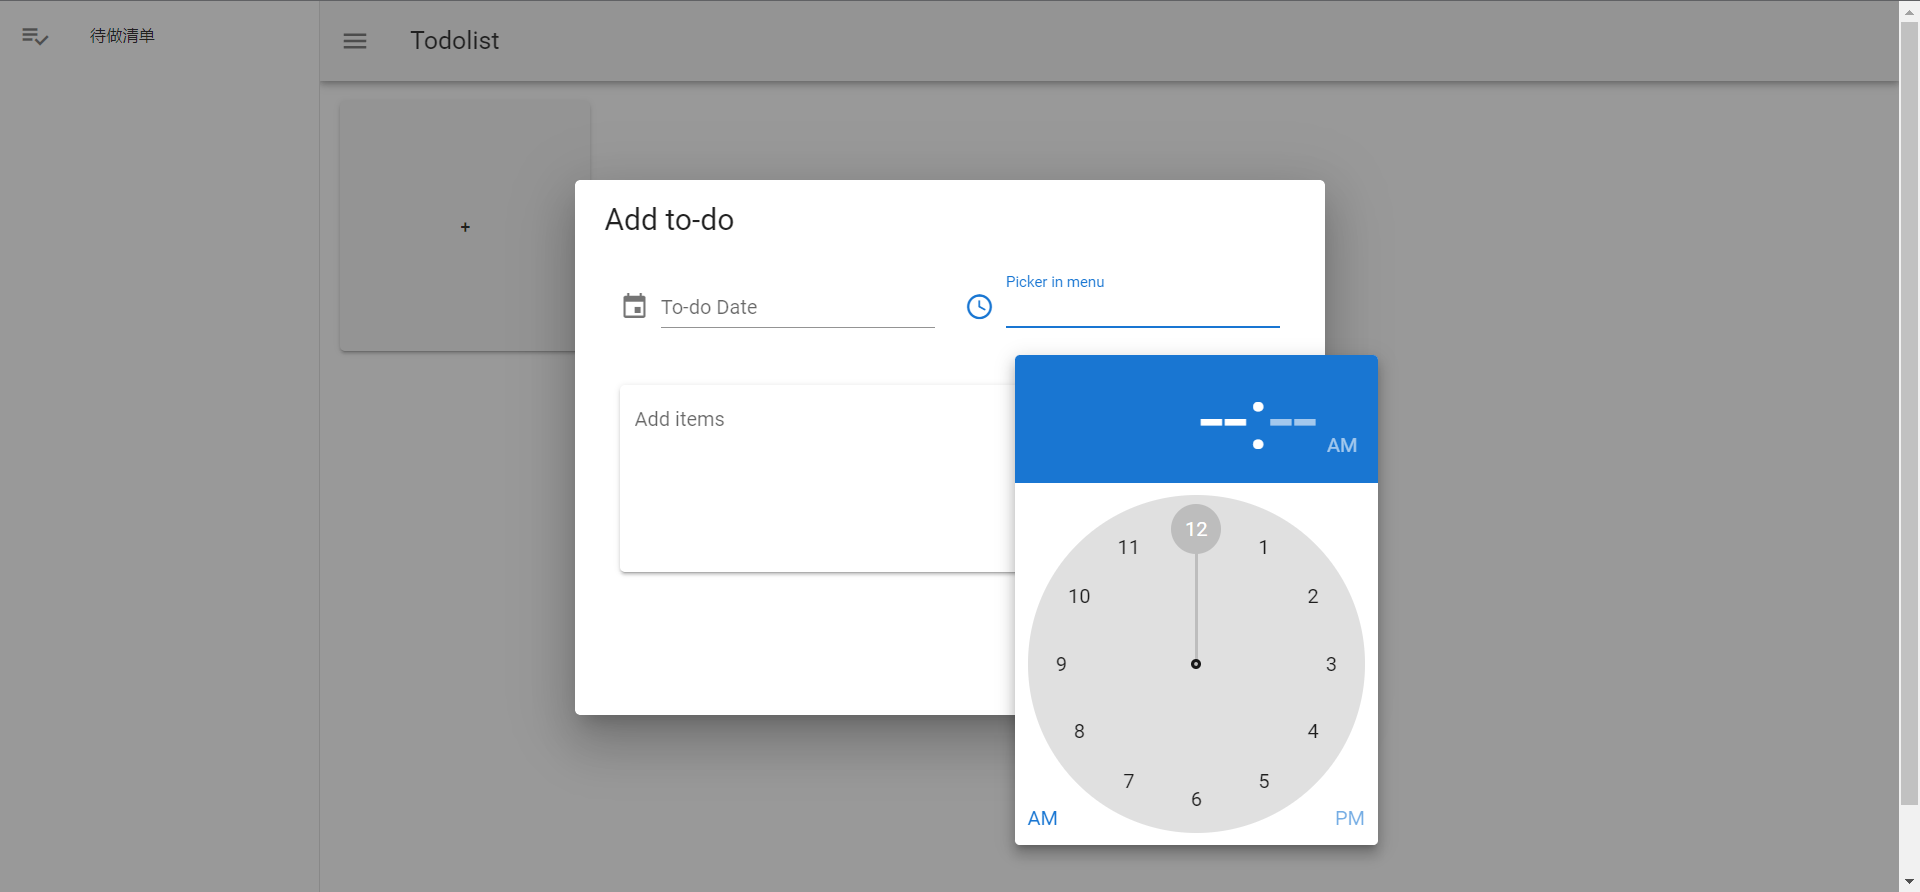 待做清单
Todolist
+
Add to-do
To-do Date
Picker in menu
Add items
--:--
AM
12
1
2
3
4
5
6
7
8
9
10
11
AM
PM